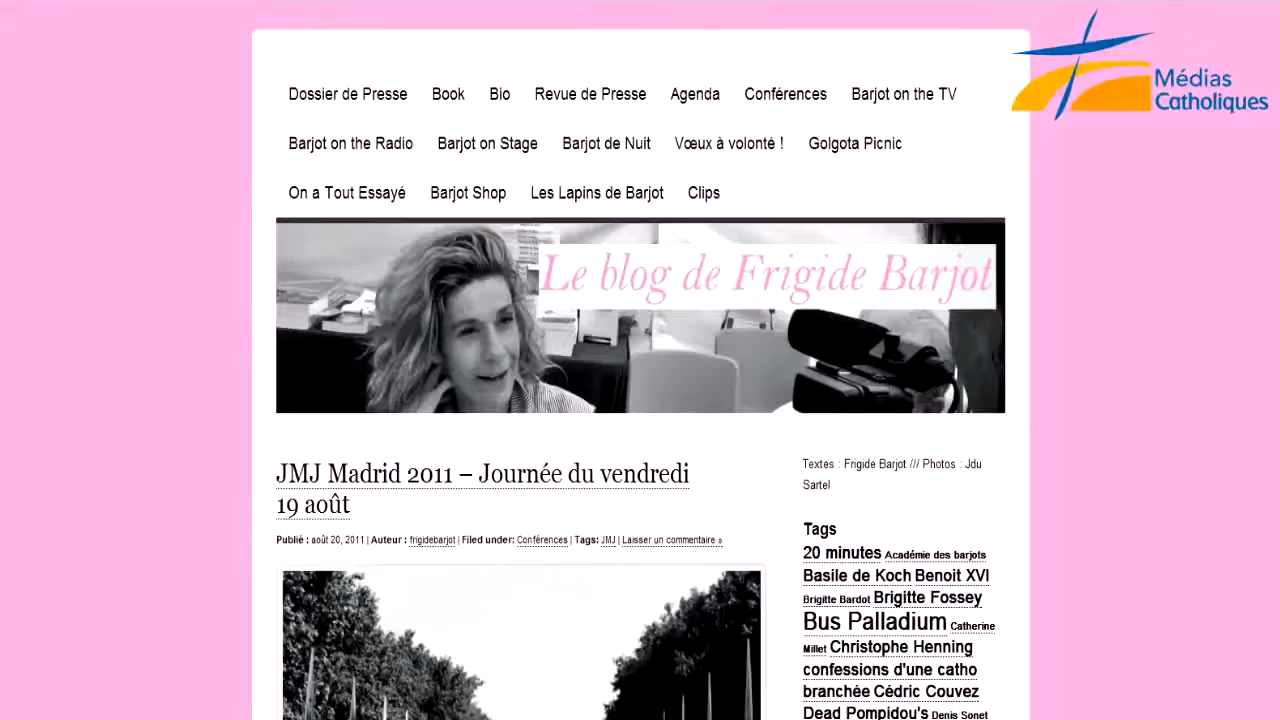 Médias
Catholiques
Dossier de Presse Book Bio Revue de Presse Agenda Conférences Barjot on the TV
Barjot on the Radio Barjot on Stage Barjot de Nuit Vœux à volonté ! Golgota Picnic
On a Tout Essayé Barjot Shop Les Lapins de Barjot Clips
Le blog de Frigide Barjot
JMJ Madrid 2011 – Journée du vendredi
19 août
Publié : août 20, 2011 | Auteur : frigidebarjot | Filed under: Conférences | Tags: JMJ | Laisser un commentaire »
Textes : Frigide Barjot /// Photos : Jdu
Sartel
Tags
20 minutes Académie des barjots
Basile de Koch Benoit XVI
Brigitte Bardot Brigitte Fossey
Bus Palladium Catherine
Millet Christophe Henning
confessions d'une catho
branchée Cédric Couvez
Dead Pompidou's Denis Sonet